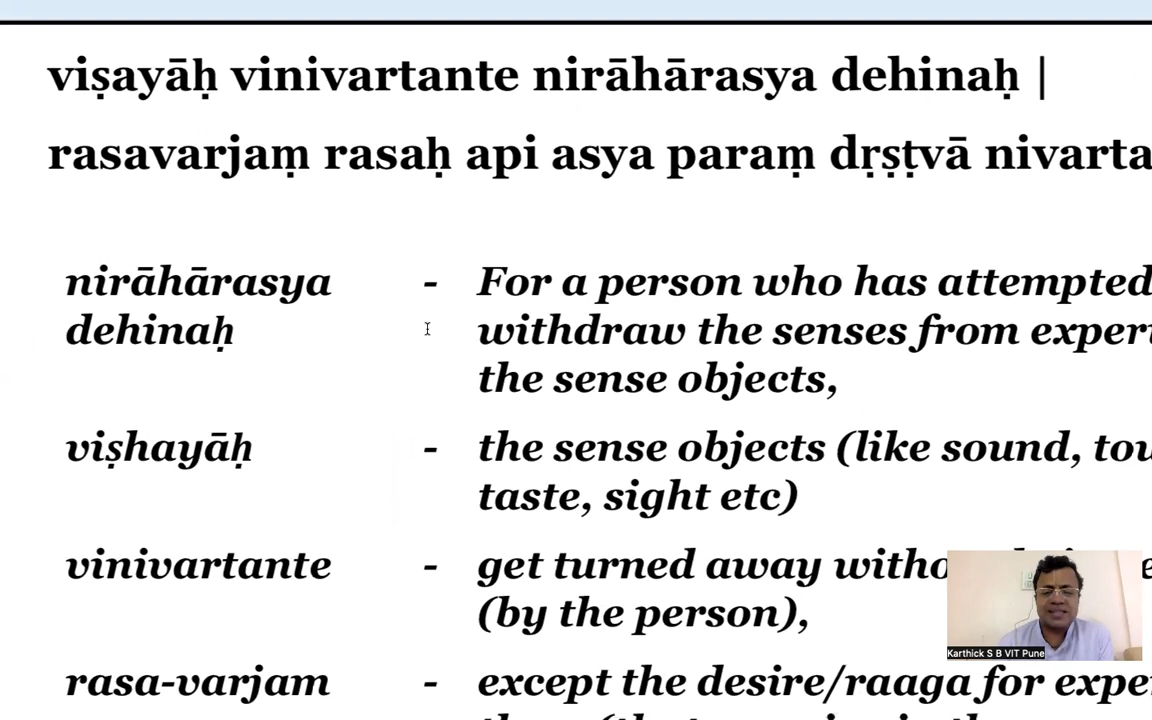 viṣayāḥ vinivartante nirāhārasya dehinaḥ |
rasavarjaṃ rasaḥ api asya paraṃ dṛṣṭvā nivarta
nirāhārasya - For a person who has attempted
dehinaḥ withdraw the senses from experi
the sense objects,
viṣhayāḥ - the sense objects (like sound, tou
taste, sight etc)
vinivartante - get turned away witho
(by the person),
Karthick S B VIT Pune
rasa-varjam - except the desire/raaga for expe